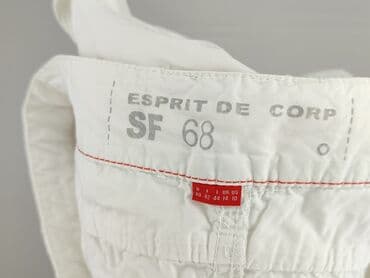 ESPRIT DE CORP
SF 68